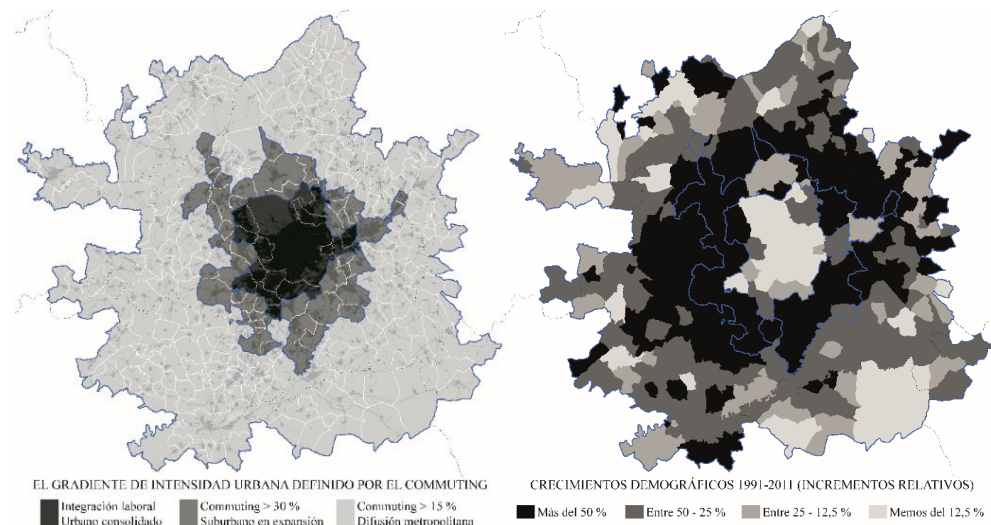 EL GRADIENTE DE INTENSIDAD URBANA DEFINIDO POR EL COMMUTING
Integración laboral
Urbano consolidado
Commuting > 30 %
Suburbano en expansión
Commuting > 15 %
Difusión metropolitana
CRECIMIENTOS DEMOGRÁFICOS 1991-2011 (INCREMENTOS RELATIVOS)
Más del 50 %
Entre 50 - 25 %
Entre 25 - 12,5 %
Memos del 12,5 %